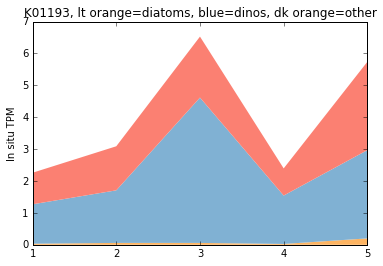 K01193, lt orange=diatoms, blue=dinos, dk orange=other
In situ TPM
7
6
5
4
3
2
1
0
1 2 3 4 5